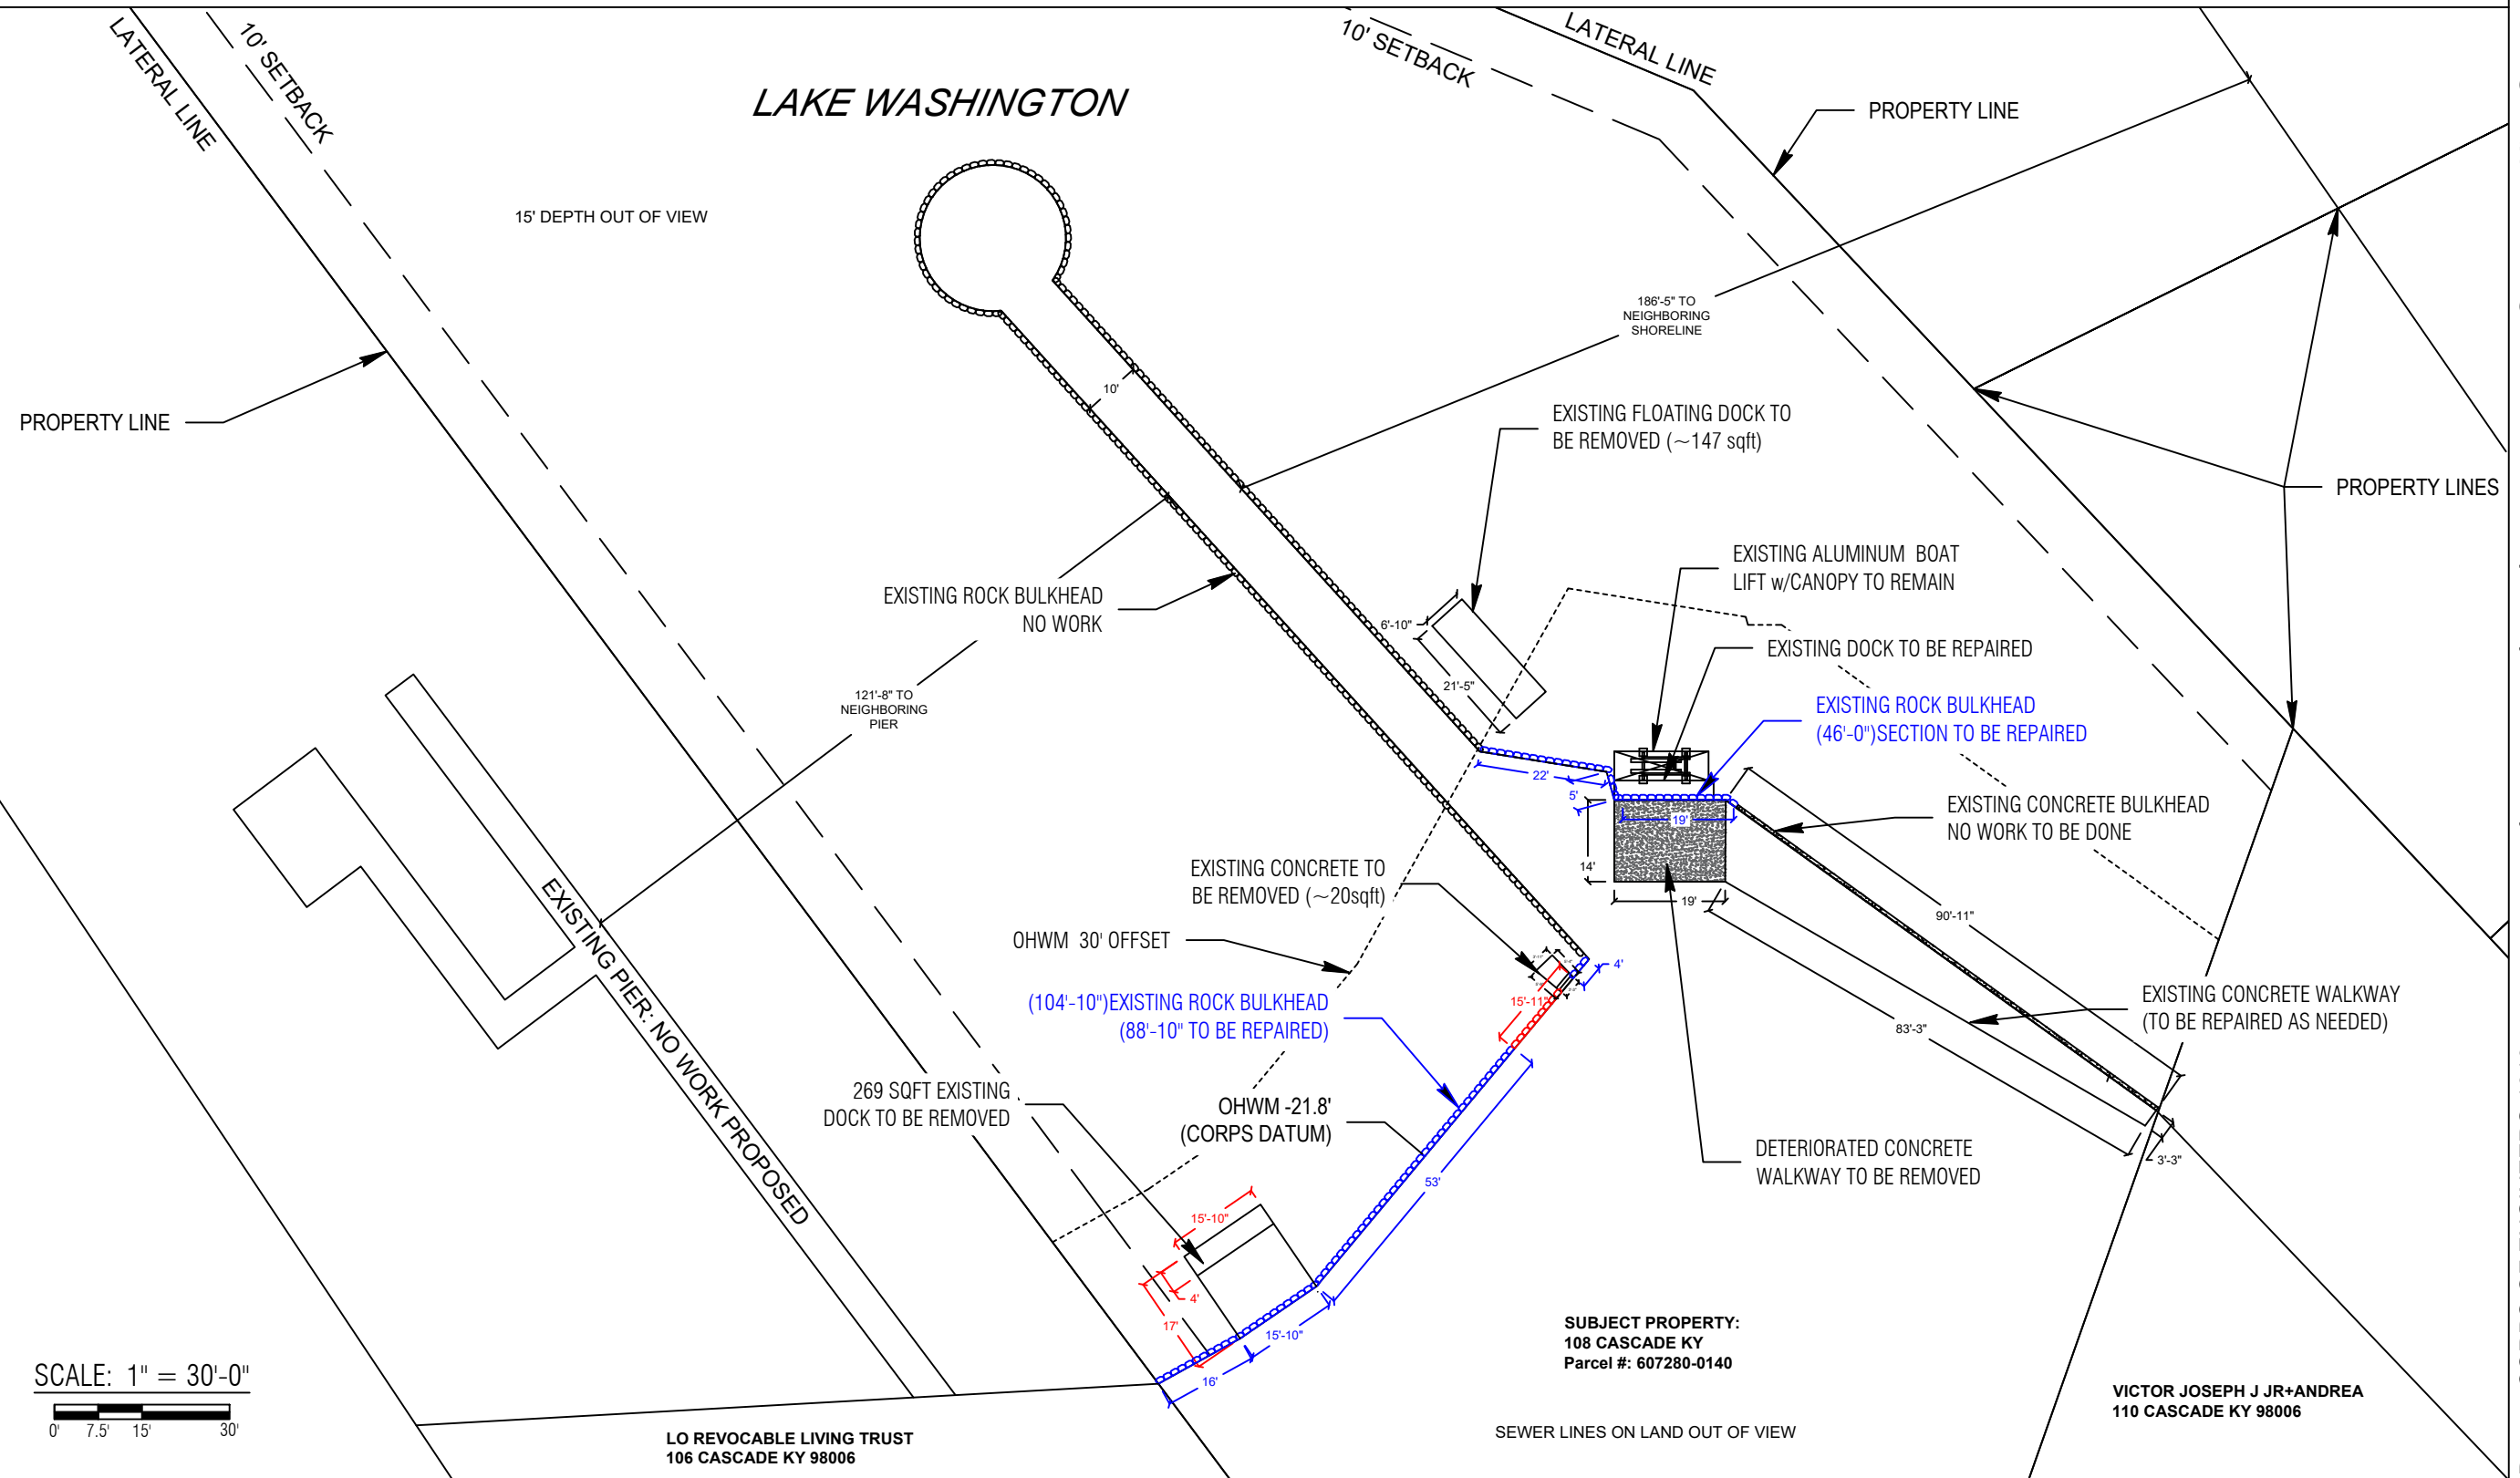 LATERAL LINE
10' SETBACK
LAKE WASHINGTON
10' SETBACK
LATERAL LINE
PROPERTY LINE
15' DEPTH OUT OF VIEW
186'-5" TO
NEIGHBORING
SHORELINE
10'
PROPERTY LINE
EXISTING FLOATING DOCK TO
BE REMOVED (~147 sqft)
PROPERTY LINES
EXISTING ALUMINUM BOAT
LIFT w/CANOPY TO REMAIN
EXISTING ROCK BULKHEAD
NO WORK
6'-10"
21'-5"
EXISTING DOCK TO BE REPAIRED
121'-8" TO
NEIGHBORING
PIER
EXISTING ROCK BULKHEAD
(46'-0")SECTION TO BE REPAIRED
22'
5'
19'
14'
19'
EXISTING CONCRETE BULKHEAD
NO WORK TO BE DONE
EXISTING CONCRETE TO
BE REMOVED (~20sqft)
90'-11"
OHWM 30' OFFSET
4'
15'-11"
(104'-10")EXISTING ROCK BULKHEAD
(88'-10" TO BE REPAIRED)
EXISTING CONCRETE WALKWAY
(TO BE REPAIRED AS NEEDED)
83'-3"
EXISTING PIER: NO WORK PROPOSED
269 SQFT EXISTING
DOCK TO BE REMOVED
OHWM -21.8'
(CORPS DATUM)
DETERIORATED CONCRETE
WALKWAY TO BE REMOVED
3'-3"
53'
15'-10"
4'
17'
15'-10"
16'
SUBJECT PROPERTY:
108 CASCADE KY
Parcel #: 607280-0140
SCALE: 1" = 30'-0"
0' 7.5' 15' 30'
VICTOR JOSEPH J JR+ANDREA
110 CASCADE KY 98006
SEWER LINES ON LAND OUT OF VIEW
LO REVOCABLE LIVING TRUST
106 CASCADE KY 98006